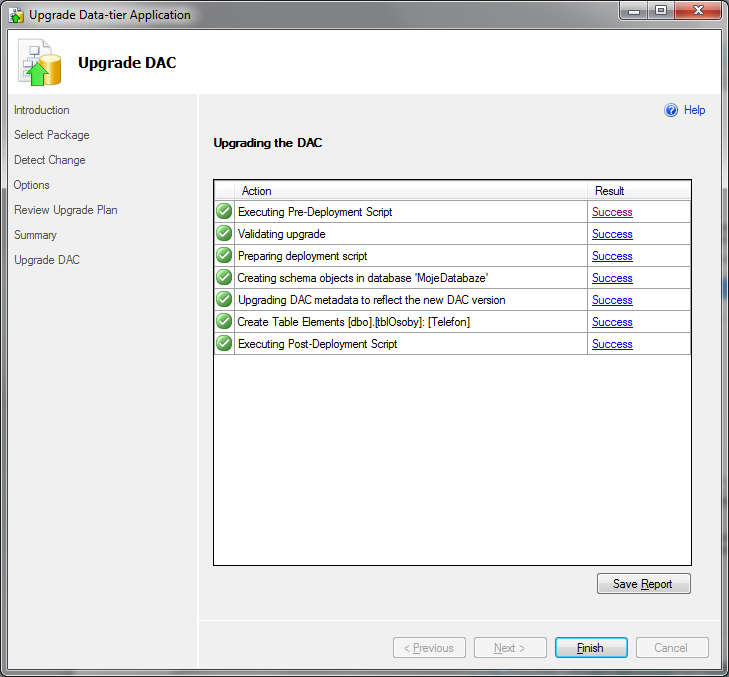 Upgrade Data-tier Application
Upgrade DAC
Introduction
Select Package
Detect Change
Options
Review Upgrade Plan
Summary
Upgrade DAC
Help
Upgrading the DAC
Action Result
Executing Pre-Deployment Script Success
Validating upgrade Success
Preparing deployment script Success
Creating schema objects in database 'MojeDatabaze' Success
Upgrading DAC metadata to reflect the new DAC version Success
Create Table Elements [dbo].[tblOsoby]: [Telefon] Success
Executing Post-Deployment Script Success
Save Report
< Previous Next > Finish Cancel